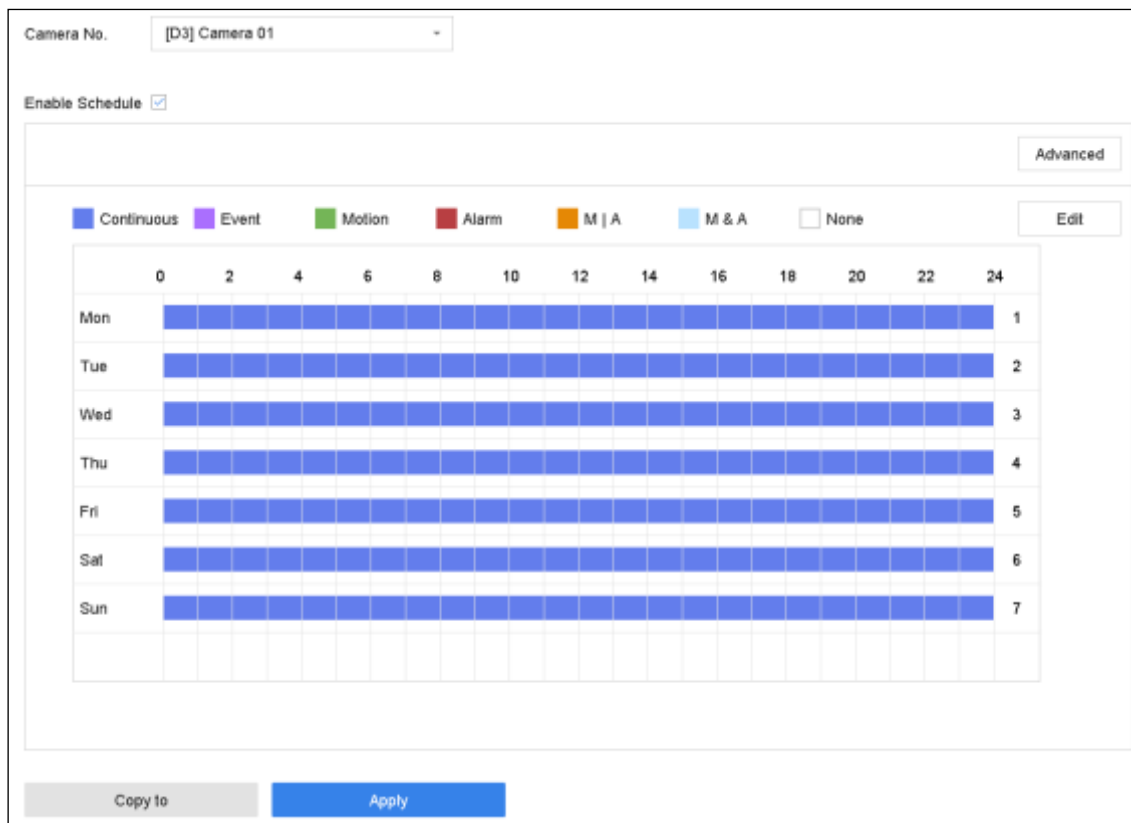 Camera No. [D3] Camera 01
Enable Schedule
Advanced
Continuous Event Motion Alarm M | A M & A None Edit
0 2 4 6 8 10 12 14 16 18 20 22 24
Mon 1
Tue 2
Wed 3
Thu 4
Fri 5
Sat 6
Sun 7
Copy to Apply